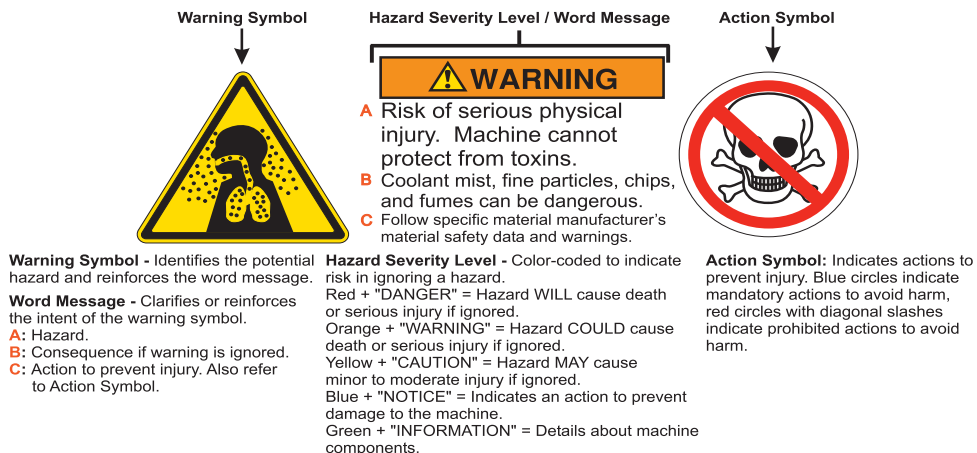 Warning Symbol
Hazard Severity Level / Word Message
Action Symbol
WARNING
A Risk of serious physical
injury. Machine cannot
protect from toxins.
B Coolant mist, fine particles, chips,
and fumes can be dangerous.
C Follow specific material manufacturer's
material safety data and warnings.
Warning Symbol - Identifies the potential
hazard and reinforces the word message.
Word Message - Clarifies or reinforces
the intent of the warning symbol.
A: Hazard.
B: Consequence if warning is ignored.
C: Action to prevent injury. Also refer
to Action Symbol.
Hazard Severity Level - Color-coded to indicate
risk in ignoring a hazard.
Red + "DANGER" = Hazard WILL cause death
or serious injury if ignored.
Orange + "WARNING" = Hazard COULD cause
death or serious injury if ignored.
Yellow + "CAUTION" = Hazard MAY cause
minor to moderate injury if ignored.
Blue + "NOTICE" = Indicates an action to prevent
damage to the machine.
Green + "INFORMATION" = Details about machine
components.
Action Symbol: Indicates actions to
prevent injury. Blue circles indicate
mandatory actions to avoid harm,
red circles with diagonal slashes
indicate prohibited actions to avoid
harm.